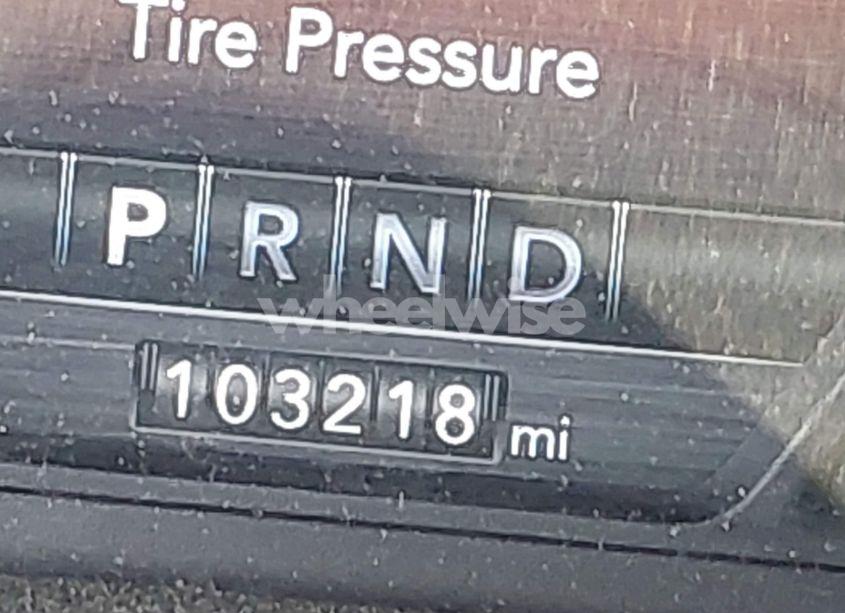 Tire Pressure
P R N D
wheelwise
103218 mi